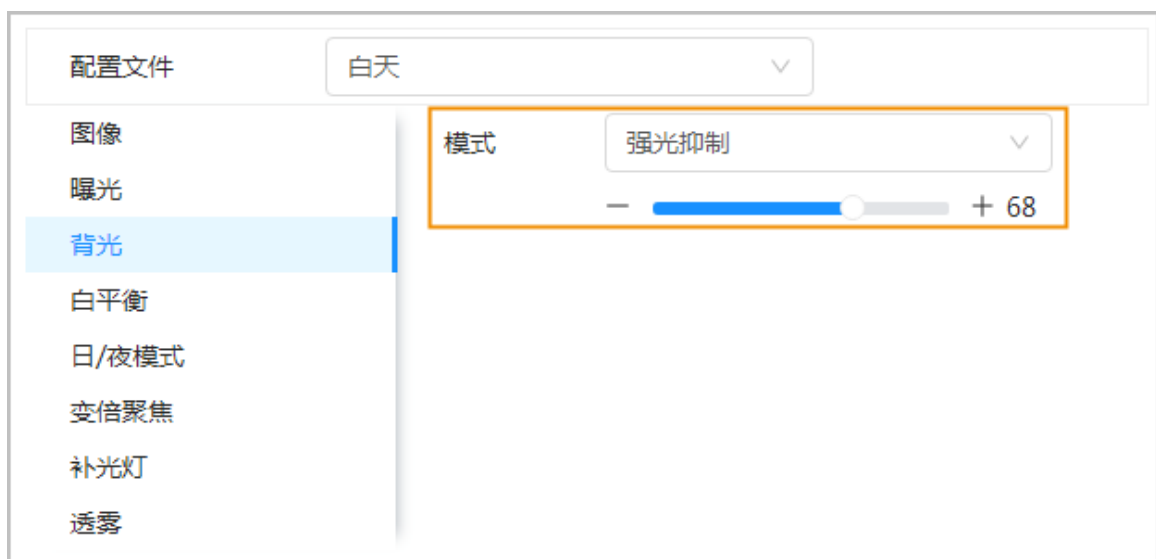 配置文件 白天
图像
模式 强光抑制
曝光
— + 68
背光
白平衡
日/夜模式
变倍聚焦
补光灯
透雾